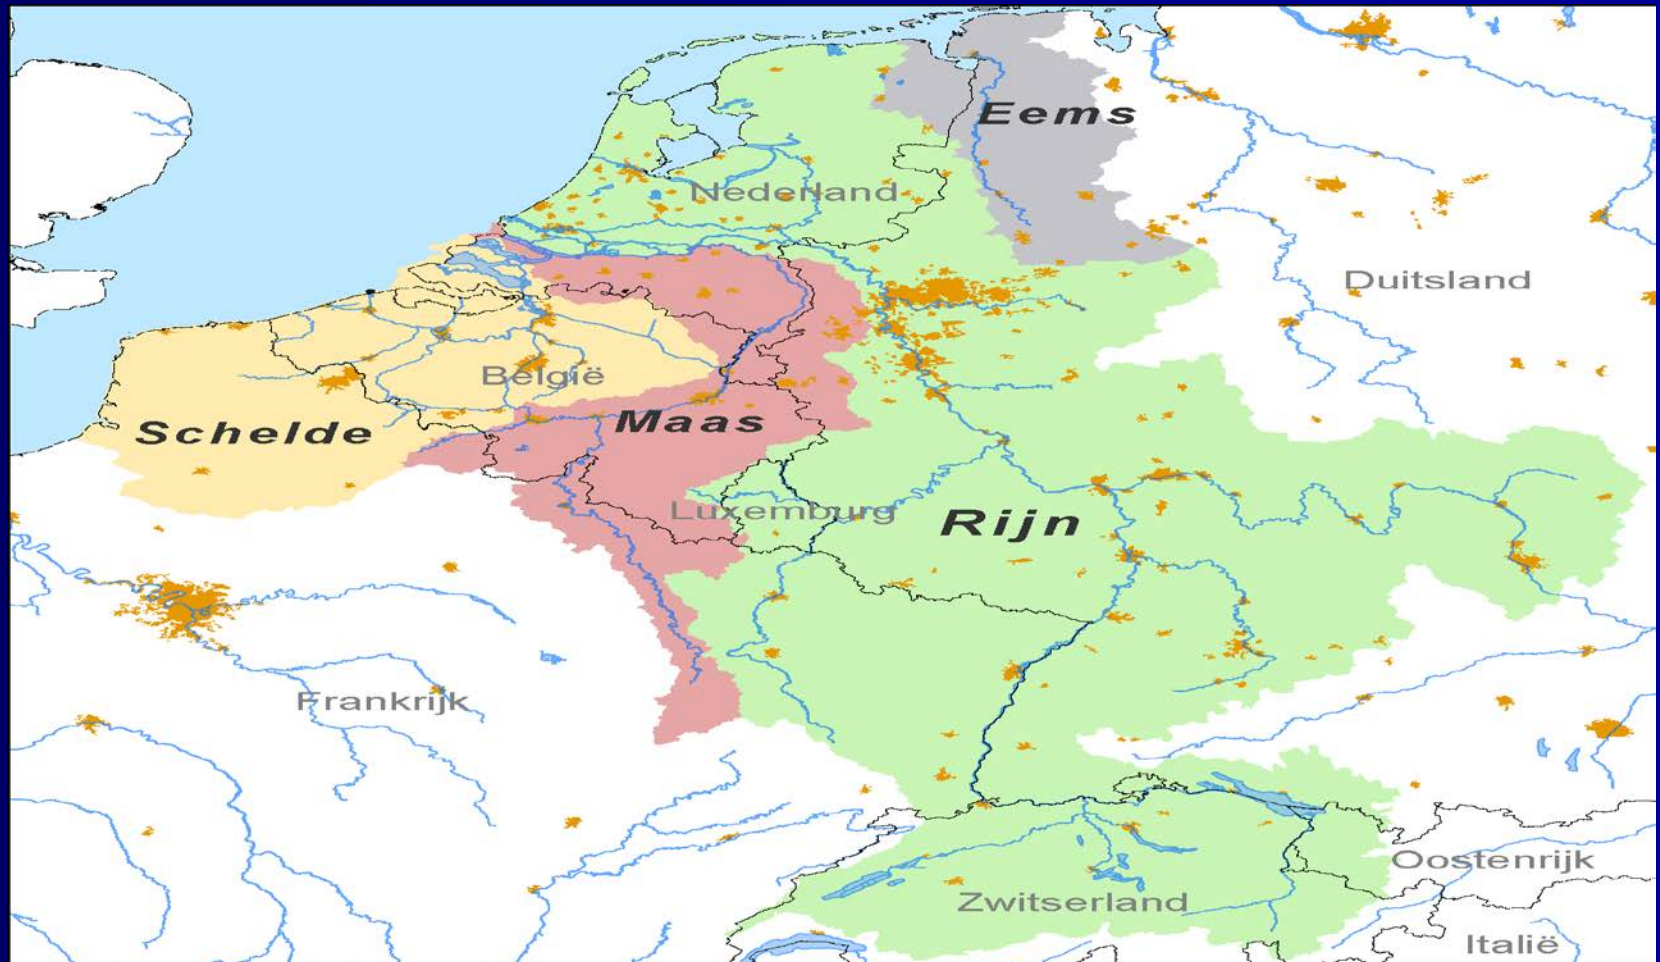 Eems
Nederland
Duitsland
België
Schelde
Maas
Luxemburg
Rijn
Frankrijk
Oostenrijk
Zwitserland
Italië